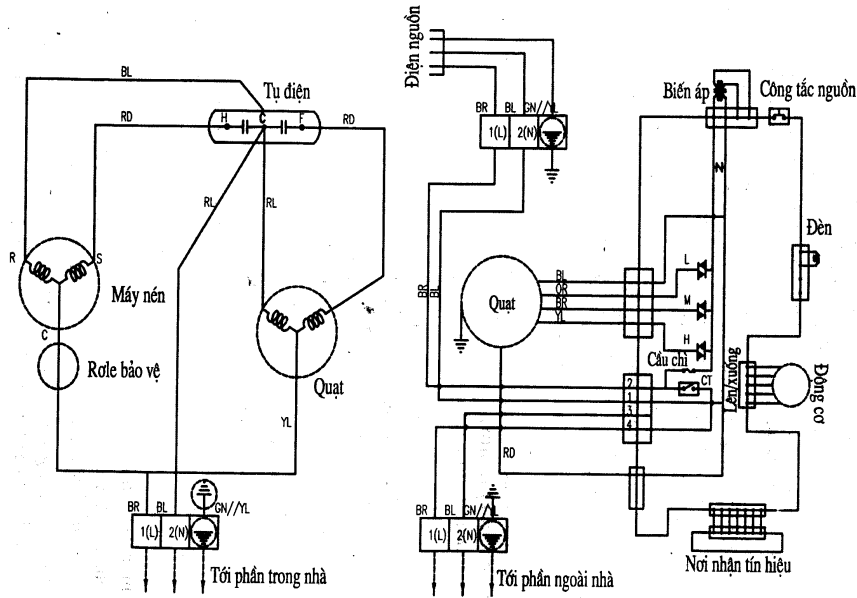 BL
Tụ điện
RD
H
C
F
RD
RL
RL
R
S
Máy nén
C
Rơle bảo vệ
Quạt
YL
BR
BL
GN//YL
1(L)
2(N)
Tới phần trong nhà
Điện nguồn
BR
BL
GN//YL
1(L)
2(N)
Biến áp
Công tắc nguồn
N
Đèn
BR
BL
Quạt
BL
OR
BR
YL
L
M
H
Cầu chì
CT
2
1
3
4
Lên/xuống
Động cơ
RD
BR
BL
GN//YL
1(L)
2(N)
Tới phần ngoài nhà
Nơi nhận tín hiệu